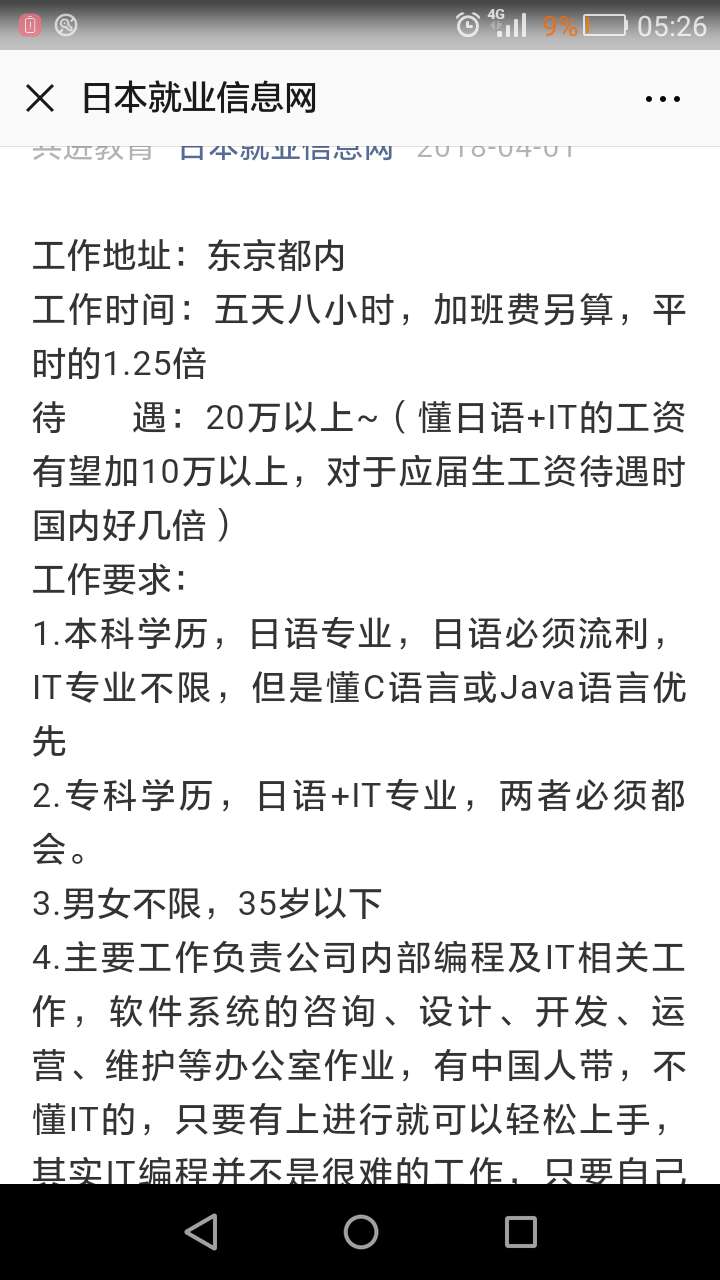 4G 9% 05:26
日本就业信息网
共进教育 日本就业信息网 2018-04-01
工作地址：东京都内
工作时间：五天八小时，加班费另算，平
时的1.25倍
待 遇：20万以上~（懂日语+IT的工资
有望加10万以上，对于应届生工资待遇时
国内好几倍）
工作要求：
1.本科学历，日语专业，日语必须流利，
IT专业不限，但是懂C语言或Java语言优
先
2.专科学历，日语+IT专业，两者必须都
会。
3.男女不限，35岁以下
4.主要工作负责公司内部编程及IT相关工
作，软件系统的咨询、设计、开发、运
营、维护等办公室作业，有中国人带，不
懂IT的，只要有上进行就可以轻松上手，
其实IT编程并不是很难的工作，只要自己